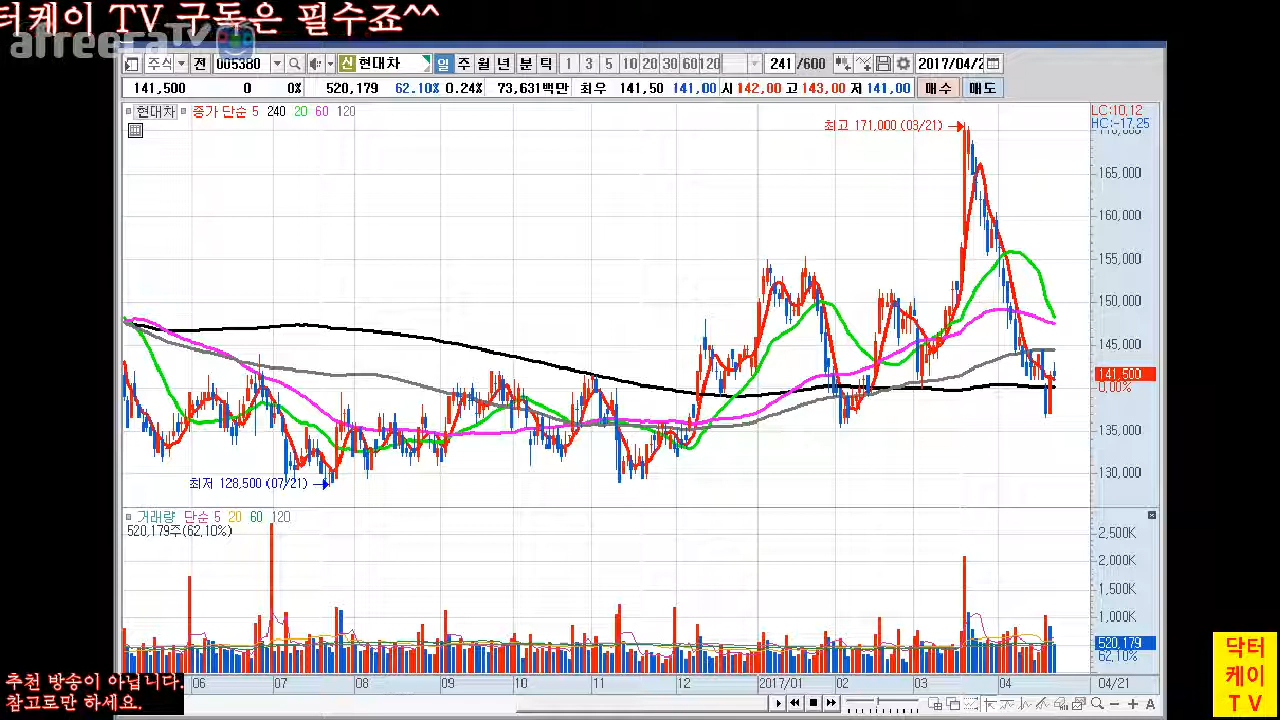 터케이 TV 구독은 필수죠^^
afreecaTV
주식 전 005380 신 현대차 일 주 월 년 분 틱 1 3 5 10 20 30 60 120 241 /600 2017/04/2
141,500 0 0% 520,179 62.10% 0.24% 73,631백만 최우 141,50 141,00 시 142,00 고 143,00 저 141,00 매수 매도
현대차 종가 단순 5 240 20 60 120
LC:10,12
HC:-17,25
최고 171,000 (03/21)
165,000
160,000
155,000
150,000
145,000
141,500
0,00%
135,000
130,000
최저 128,500 (07/21)
거래량 단순 5 20 60 120
520,179주(62,10%)
2,500K
2,000K
1,500K
1,000K
520,179
62,10%
06 07 08 09 10 11 12 2017/01 02 03 04 04/21
추천 방송이 아닙니다.
참고로만 하세요.
닥터
케이
T V
A